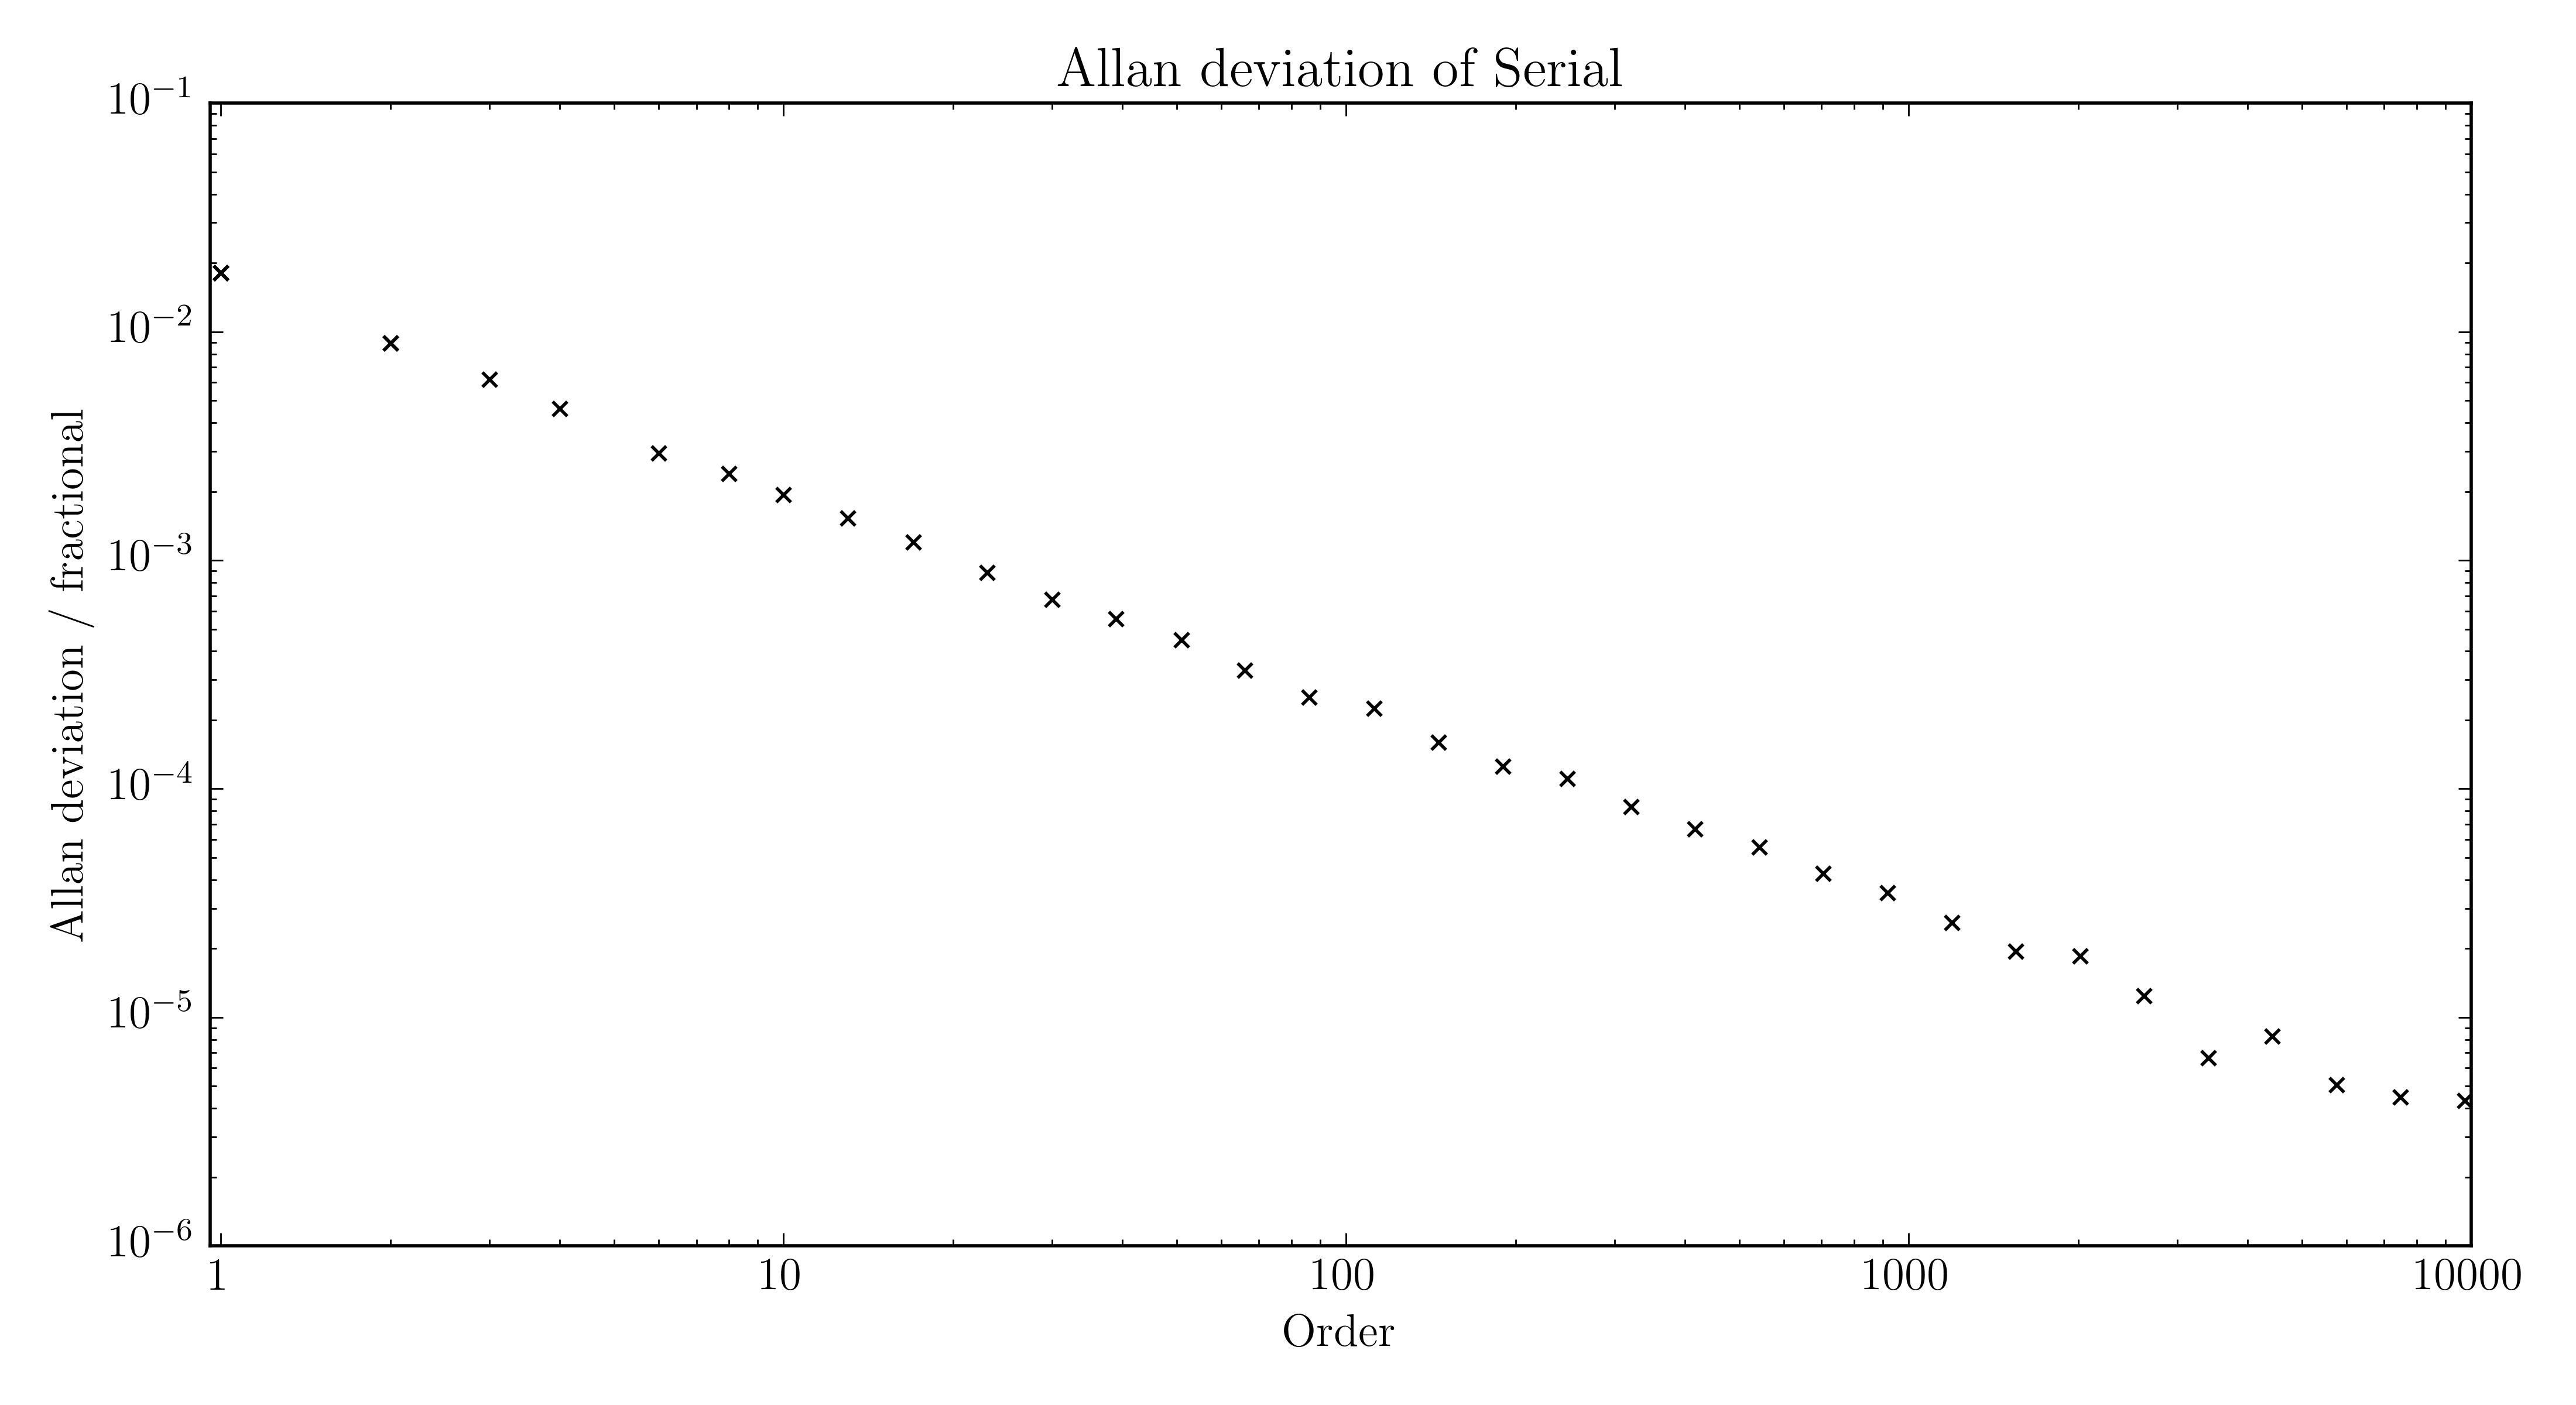 Allan deviation of Serial
Allan deviation / fractional
10⁻¹
10⁻²
10⁻³
10⁻⁴
10⁻⁵
10⁻⁶
1 10 100 1000 10000
Order